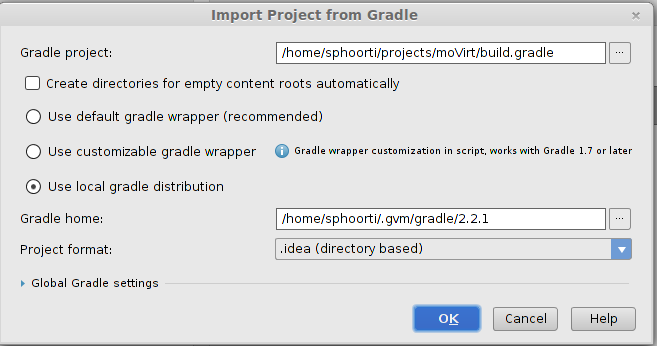 Import Project from Gradle
Gradle project: /home/sphoorti/projects/moVirt/build.gradle ...
Create directories for empty content roots automatically
Use default gradle wrapper (recommended)
Use customizable gradle wrapper Gradle wrapper customization in script, works with Gradle 1.7 or later
Use local gradle distribution
Gradle home: /home/sphoorti/.gvm/gradle/2.2.1 ...
Project format: .idea (directory based)
Global Gradle settings
OK Cancel Help